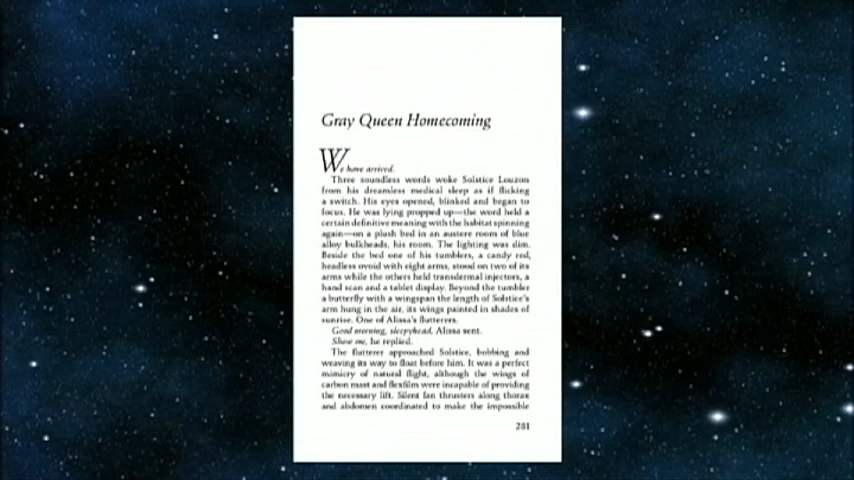 Gray Queen Homecoming
We have arrived.
Three soundless words woke Solstice Louzon
from his dreamless medical sleep as if flicking
a switch. His eyes opened, blinked and began to
focus. He was lying propped up—the word held a
certain definitive meaning with the habitat spinning
again—on a plush bed in an austere room of blue
alloy bulkheads, his room. The lighting was dim.
Beside the bed one of his tumblers, a candy red,
headless ovoid with eight arms, stood on two of its
arms while the others held transdermal injectors, a
hand scan and a tablet display. Beyond the tumbler
a butterfly with a wingspan the length of Solstice's
arm hung in the air, its wings painted in shades of
sunrise. One of Alissa's flutterers.
Good morning, sleepyhead, Alissa sent.
Show me, he replied.
The flutterer approached Solstice, bobbing and
weaving its way to float before him. It was a perfect
mimicry of natural flight, although the wings of
carbon mast and flexfilm were incapable of providing
the necessary lift. Silent fan thrusters along thorax
and abdomen coordinated to make the impossible
281